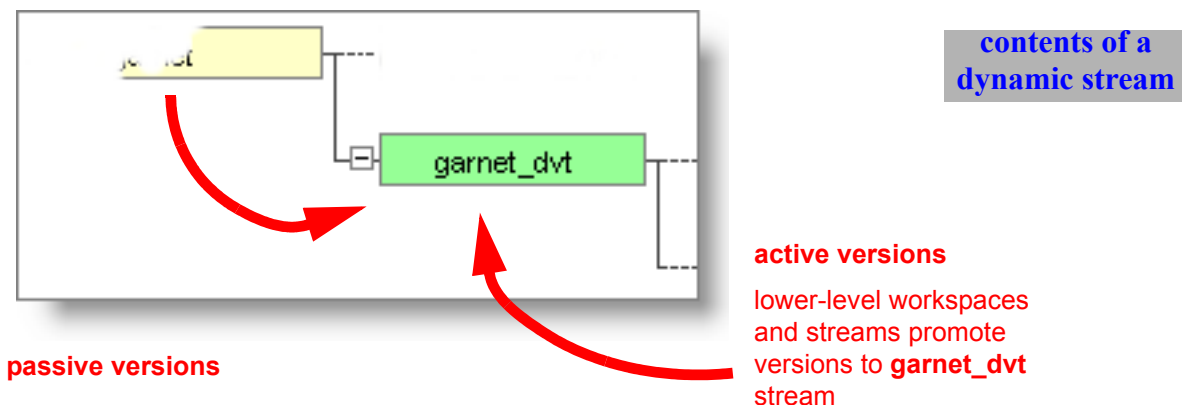 contents of a
dynamic stream
garnet_dvt
active versions
lower-level workspaces
and streams promote
versions to garnet_dvt
stream
passive versions